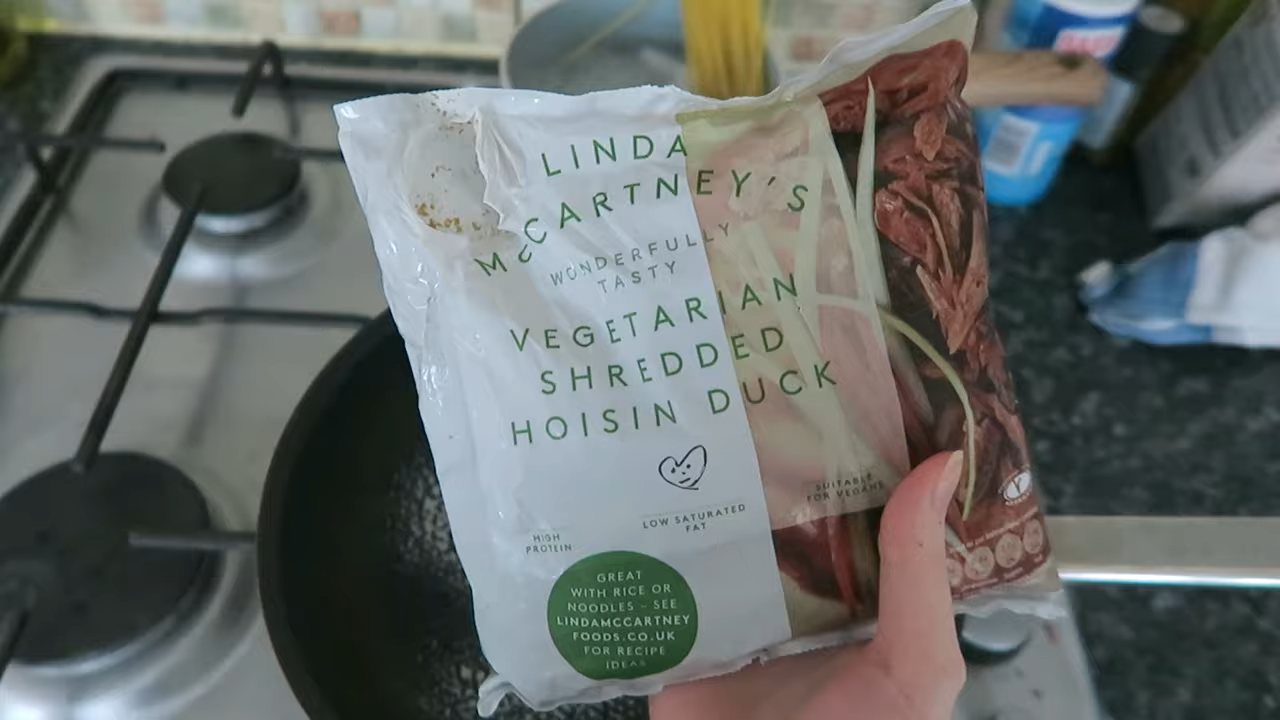 LINDA
McCARTNEY'S
WONDERFULLY
TASTY
VEGETARIAN
SHREDDED
HOISIN DUCK
SUITABLE
FOR VEGANS
LOW SATURATED
FAT
HIGH
PROTEIN
GREAT
WITH RICE OR
NOODLES - SEE
LINDAMCCARTNEY
FOODS.CO.UK
FOR RECIPE
IDEAS